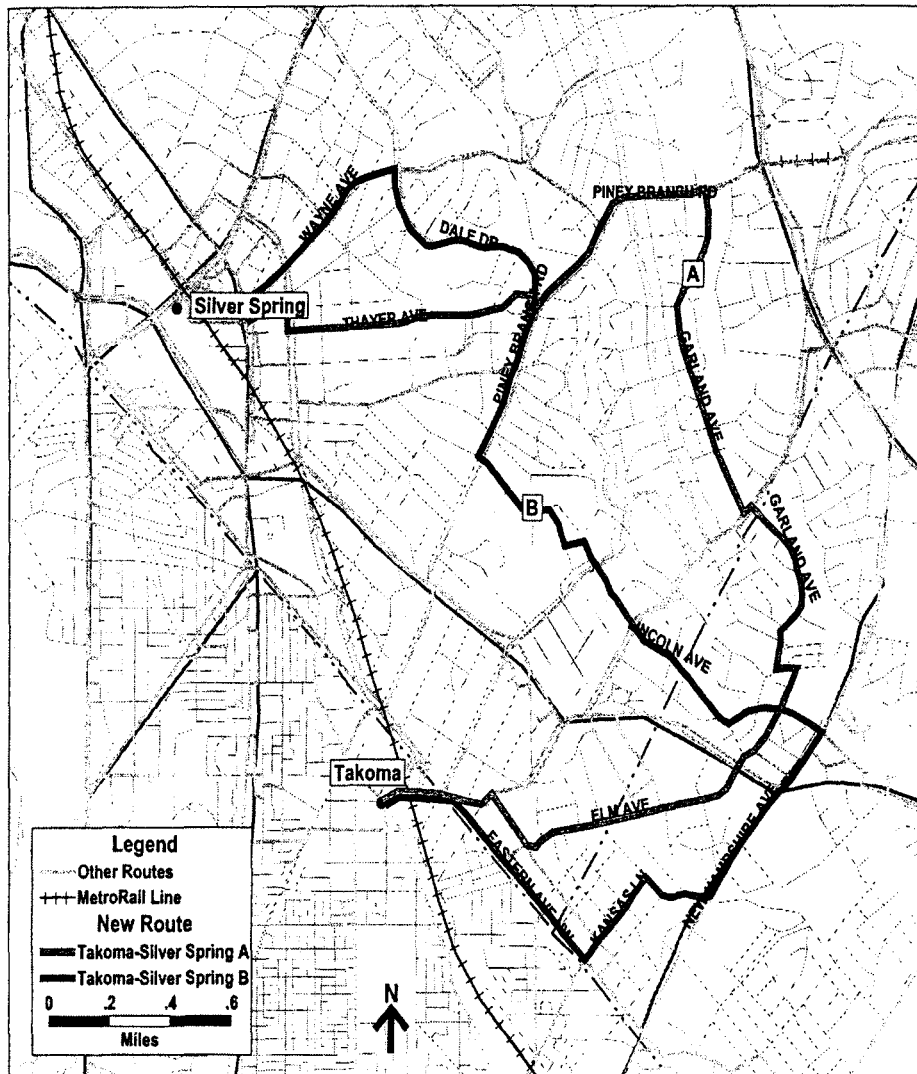 WAYNE AVE
DALE DR
PINEY BRANCH RD
A
Silver Spring
THAYER AVE
PINEY BRANCH RD
GARLAND AVE
B
GARLAND AVE
LINCOLN AVE
Takoma
ELM AVE
EASTERN AVE NW
KANSAS LN
NEW HAMPSHIRE AVE
Legend
Other Routes
MetroRail Line
New Route
Takoma-Silver Spring A
Takoma-Silver Spring B
0 .2 .4 .6
Miles
N